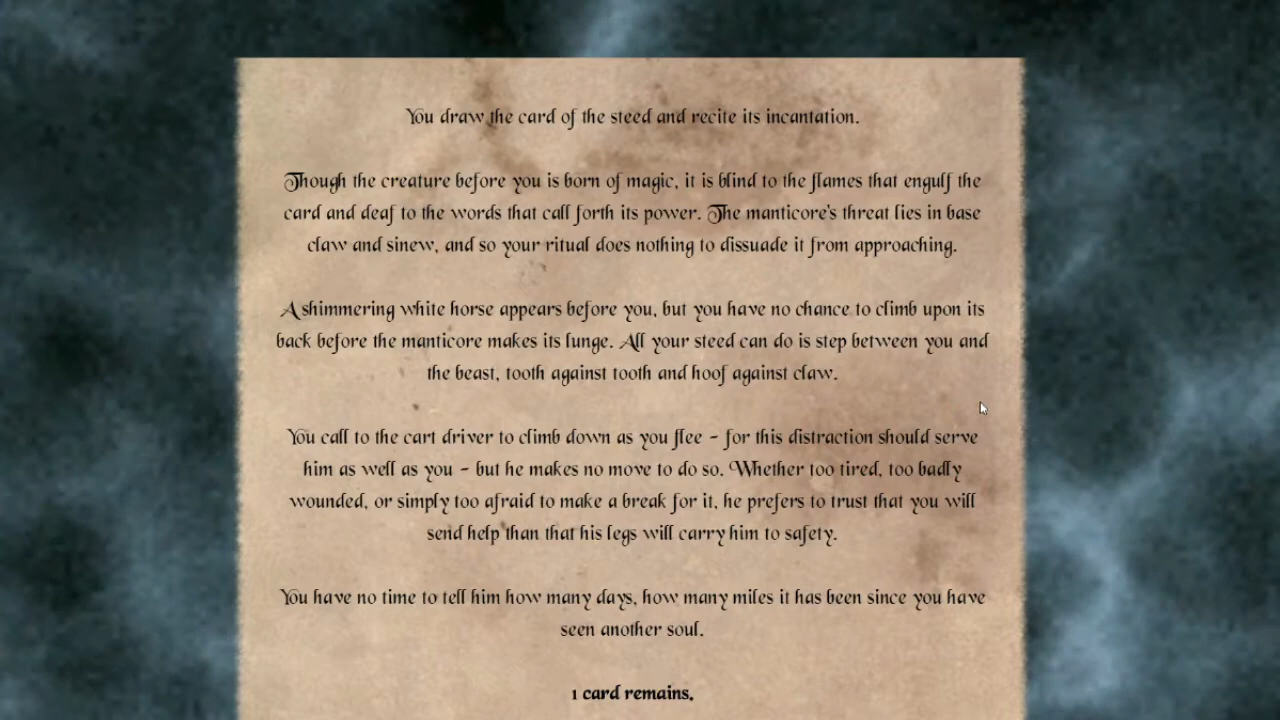 You draw the card of the steed and recite its incantation.
Though the creature before you is born of magic, it is blind to the flames that engulf the
card and deaf to the words that call forth its power. The manticore's threat lies in base
claw and sinew, and so your ritual does nothing to dissuade it from approaching.
A shimmering white horse appears before you, but you have no chance to climb upon its
back before the manticore makes its lunge. All your steed can do is step between you and
the beast, tooth against tooth and hoof against claw.
You call to the cart driver to climb down as you flee - for this distraction should serve
him as well as you - but he makes no move to do so. Whether too tired, too badly
wounded, or simply too afraid to make a break for it, he prefers to trust that you will
send help than that his legs will carry him to safety.
You have no time to tell him how many days, how many miles it has been since you have
seen another soul.
1 card remains.